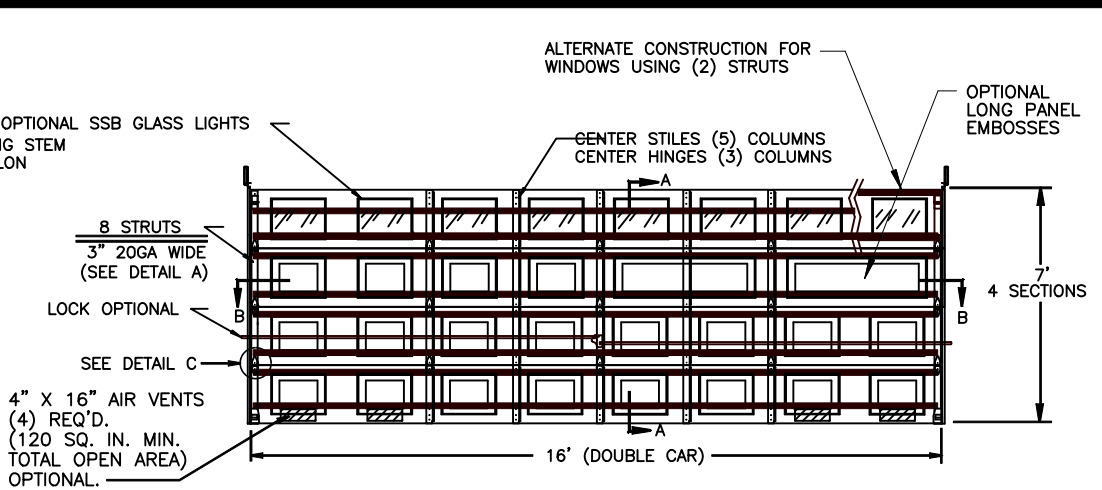 ALTERNATE CONSTRUCTION FOR
WINDOWS USING (2) STRUTS
OPTIONAL
LONG PANEL
EMBOSSES
OPTIONAL SSB GLASS LIGHTS
STEM
CENTER STILES (5) COLUMNS
CENTER HINGES (3) COLUMNS
A
8 STRUTS
3" 20GA WIDE
(SEE DETAIL A)
7'
4 SECTIONS
B
B
LOCK OPTIONAL
SEE DETAIL C
4" X 16" AIR VENTS
(4) REQ'D.
(120 SQ. IN. MIN.
TOTAL OPEN AREA)
OPTIONAL.
A
16' (DOUBLE CAR)